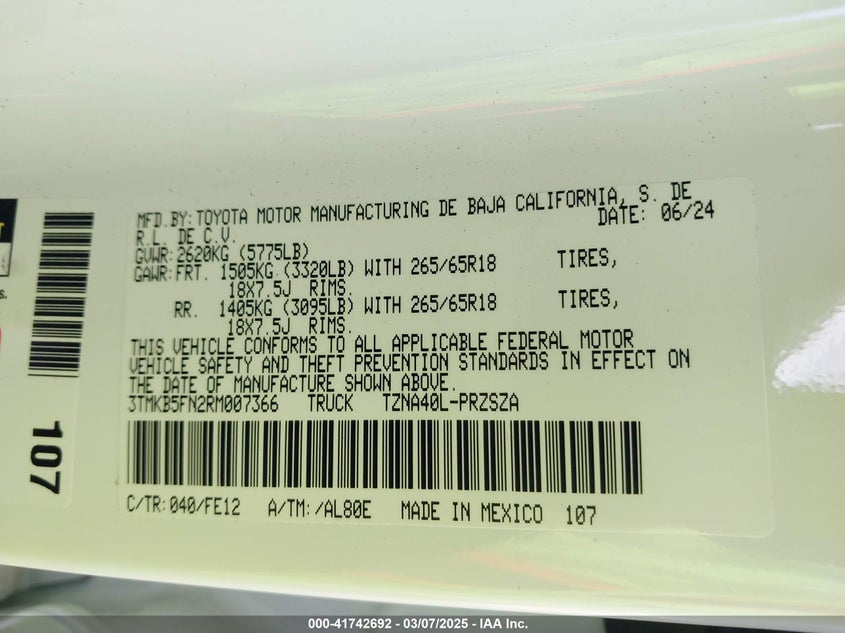 MFD.BY: TOYOTA MOTOR MANUFACTURING DE BAJA CALIFORNIA, S. DE
R.L. DE C.V. DATE: 06/24
GVWR: 2620KG (5775LB)
GAWR: FRT. 1505KG (3320LB) WITH 265/65R18 TIRES,
18X7.5J RIMS.
RR. 1405KG (3095LB) WITH 265/65R18 TIRES,
18X7.5J RIMS.
THIS VEHICLE CONFORMS TO ALL APPLICABLE FEDERAL MOTOR
VEHICLE SAFETY AND THEFT PREVENTION STANDARDS IN EFFECT ON
THE DATE OF MANUFACTURE SHOWN ABOVE.
3TMKB5FN2RM007366 TRUCK TZNA40L-PRZSZA
C/TR: 040/FE12 A/TM: /AL80E MADE IN MEXICO 107
107
000-41742692 - 03/07/2025 - IAA Inc.